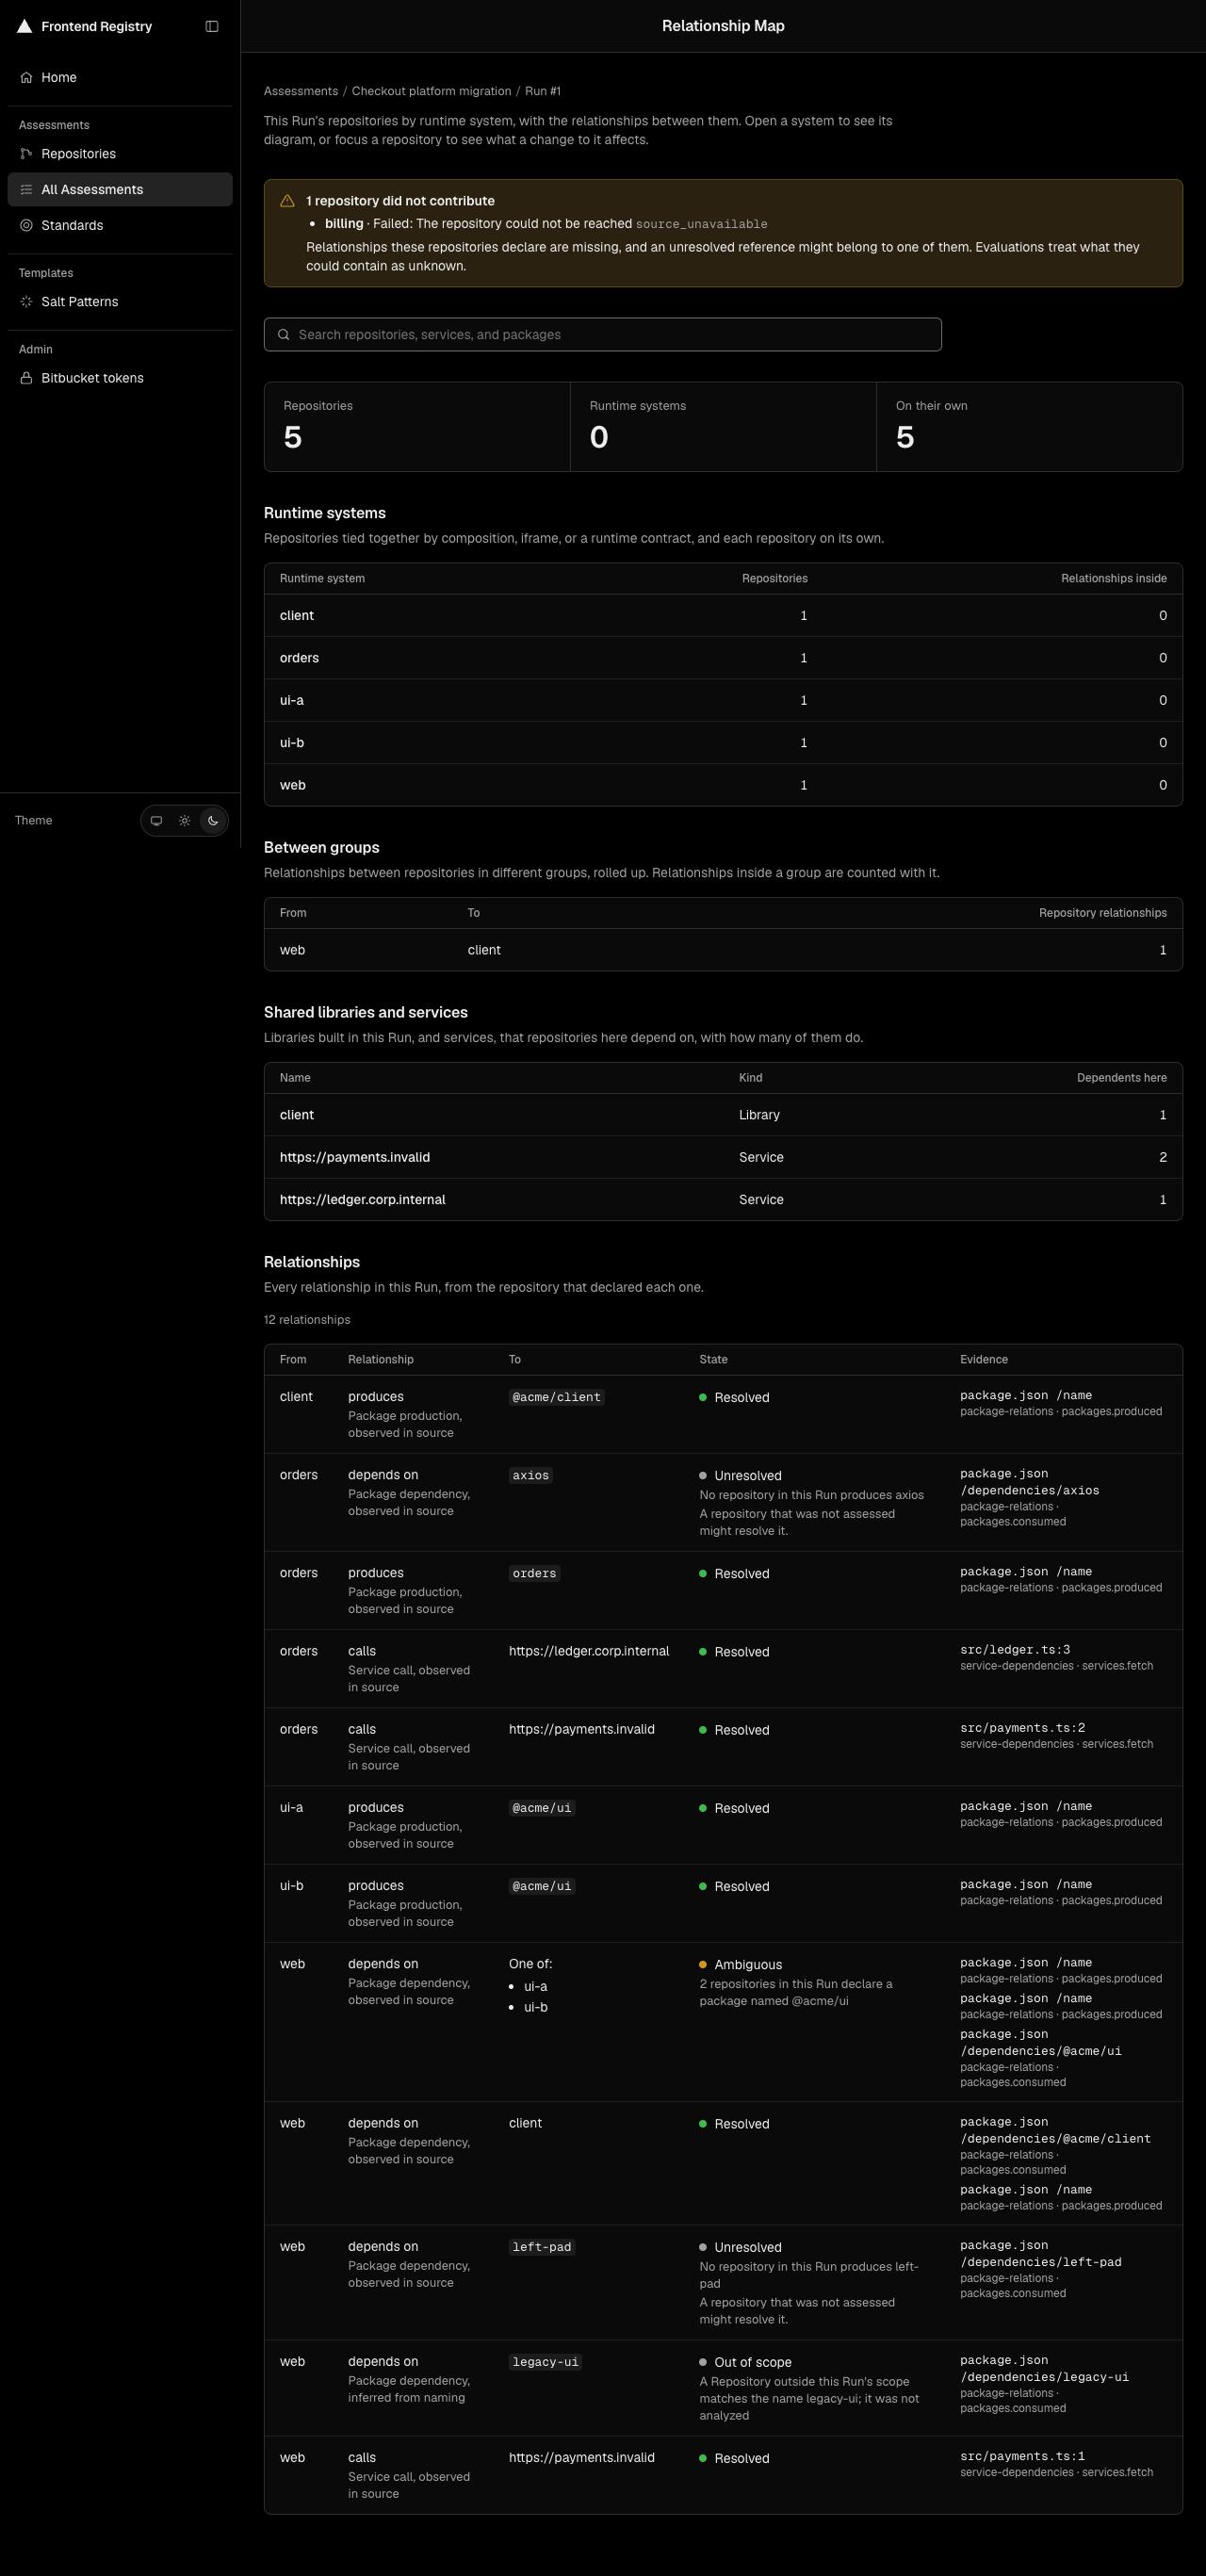 Frontend Registry
Relationship Map
Home
Assessments
Repositories
All Assessments
Standards
Templates
Salt Patterns
Admin
Bitbucket tokens
Theme
Assessments / Checkout platform migration / Run #1
This Run's repositories by runtime system, with the relationships between them. Open a system to see its
diagram, or focus a repository to see what a change to it affects.
1 repository did not contribute
• billing · Failed: The repository could not be reached source_unavailable
Relationships these repositories declare are missing, and an unresolved reference might belong to one of them. Evaluations treat what they
could contain as unknown.
Search repositories, services, and packages
Repositories
5
Runtime systems
0
On their own
5
Runtime systems
Repositories tied together by composition, iframe, or a runtime contract, and each repository on its own.
Runtime system Repositories Relationships inside
client 1 0
orders 1 0
ui-a 1 0
ui-b 1 0
web 1 0
Between groups
Relationships between repositories in different groups, rolled up. Relationships inside a group are counted with it.
From To Repository relationships
web client 1
Shared libraries and services
Libraries built in this Run, and services, that repositories here depend on, with how many of them do.
Name Kind Dependents here
client Library 1
https://payments.invalid Service 2
https://ledger.corp.internal Service 1
Relationships
Every relationship in this Run, from the repository that declared each one.
12 relationships
From Relationship To State Evidence
client
produces
Package production,
observed in source
@acme/client
Resolved
package.json /name
package-relations · packages.produced
orders
depends on
Package dependency,
observed in source
axios
Unresolved
No repository in this Run produces axios
A repository that was not assessed
might resolve it.
package.json
/dependencies/axios
package-relations ·
packages.consumed
orders
produces
Package production,
observed in source
orders
Resolved
package.json /name
package-relations · packages.produced
orders
calls
Service call, observed
in source
https://ledger.corp.internal
Resolved
src/ledger.ts:3
service-dependencies · services.fetch
orders
calls
Service call, observed
in source
https://payments.invalid
Resolved
src/payments.ts:2
service-dependencies · services.fetch
ui-a
produces
Package production,
observed in source
@acme/ui
Resolved
package.json /name
package-relations · packages.produced
ui-b
produces
Package production,
observed in source
@acme/ui
Resolved
package.json /name
package-relations · packages.produced
web
depends on
Package dependency,
observed in source
One of:
• ui-a
• ui-b
Ambiguous
2 repositories in this Run declare a
package named @acme/ui
package.json /name
package-relations · packages.produced
package.json /name
package-relations · packages.produced
package.json
/dependencies/@acme/ui
package-relations ·
packages.consumed
web
depends on
Package dependency,
observed in source
client
Resolved
package.json
/dependencies/@acme/client
package-relations ·
packages.consumed
package.json /name
package-relations · packages.produced
web
depends on
Package dependency,
observed in source
left-pad
Unresolved
No repository in this Run produces left-
pad
A repository that was not assessed
might resolve it.
package.json
/dependencies/left-pad
package-relations ·
packages.consumed
web
depends on
Package dependency,
inferred from naming
legacy-ui
Out of scope
A Repository outside this Run's scope
matches the name legacy-ui; it was not
analyzed
package.json
/dependencies/legacy-ui
package-relations ·
packages.consumed
web
calls
Service call, observed
in source
https://payments.invalid
Resolved
src/payments.ts:1
service-dependencies · services.fetch